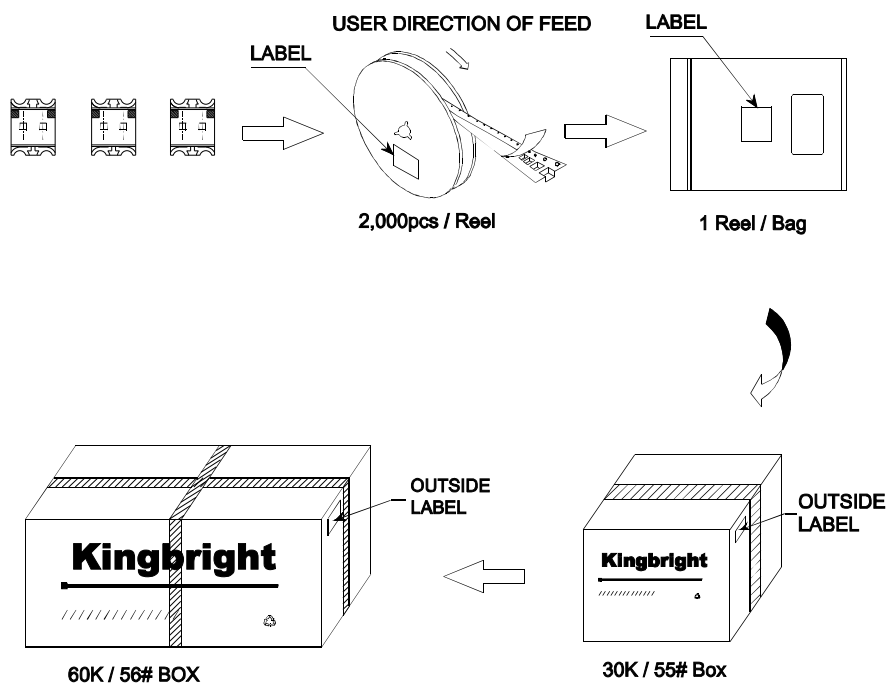 USER DIRECTION OF FEED
LABEL
LABEL
2,000pcs / Reel
1 Reel / Bag
OUTSIDE
LABEL
OUTSIDE
LABEL
Kingbright
Kingbright
60K / 56# BOX
30K / 55# Box